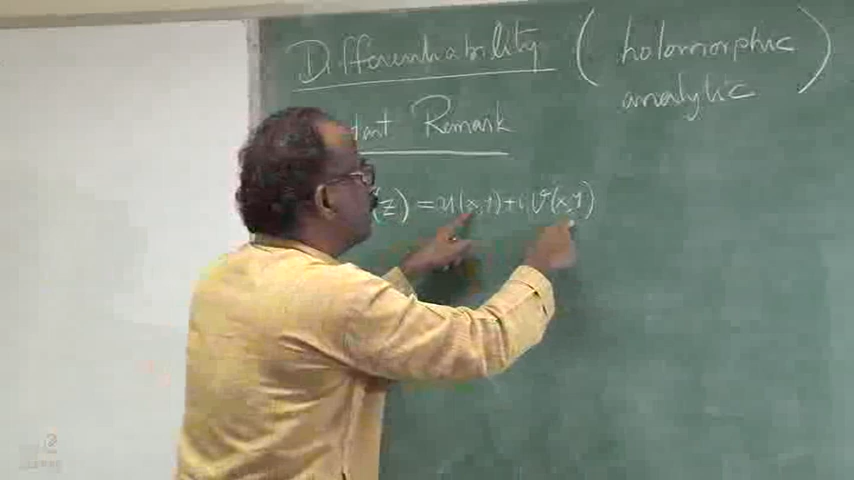 Differentiability ( holomorphic
analytic )
Remark
(z) = u(x,y) + i v(x,y)